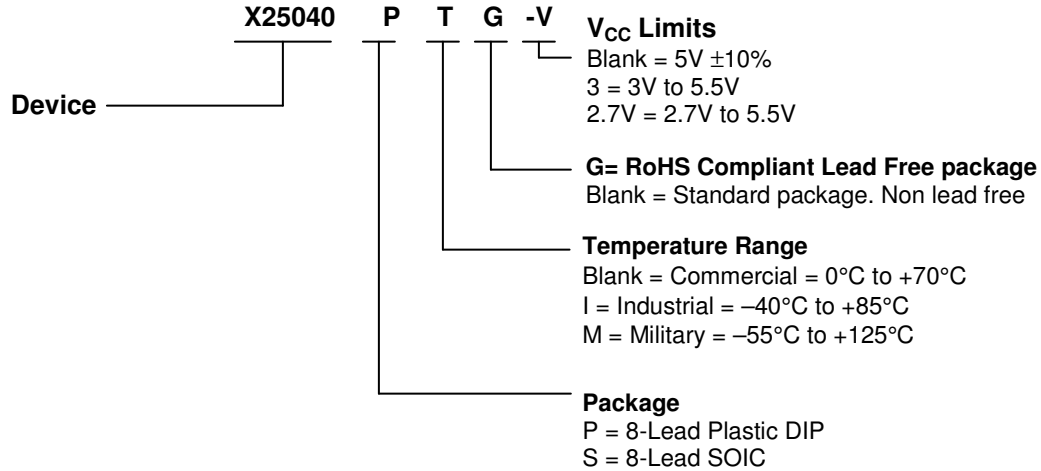 X25040 P T G -V
Device
VCC Limits
Blank = 5V ±10%
3 = 3V to 5.5V
2.7V = 2.7V to 5.5V
G= RoHS Compliant Lead Free package
Blank = Standard package. Non lead free
Temperature Range
Blank = Commercial = 0°C to +70°C
I = Industrial = –40°C to +85°C
M = Military = –55°C to +125°C
Package
P = 8-Lead Plastic DIP
S = 8-Lead SOIC